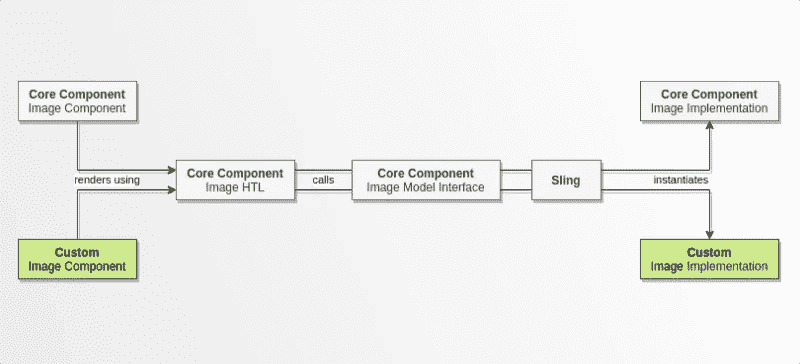 Core Component
Image Component
Core Component
Image Implementation
renders using
Core Component
Image HTL
calls
Core Component
Image Model Interface
Sling
instantiates
Custom
Image Component
Custom
Image Implementation